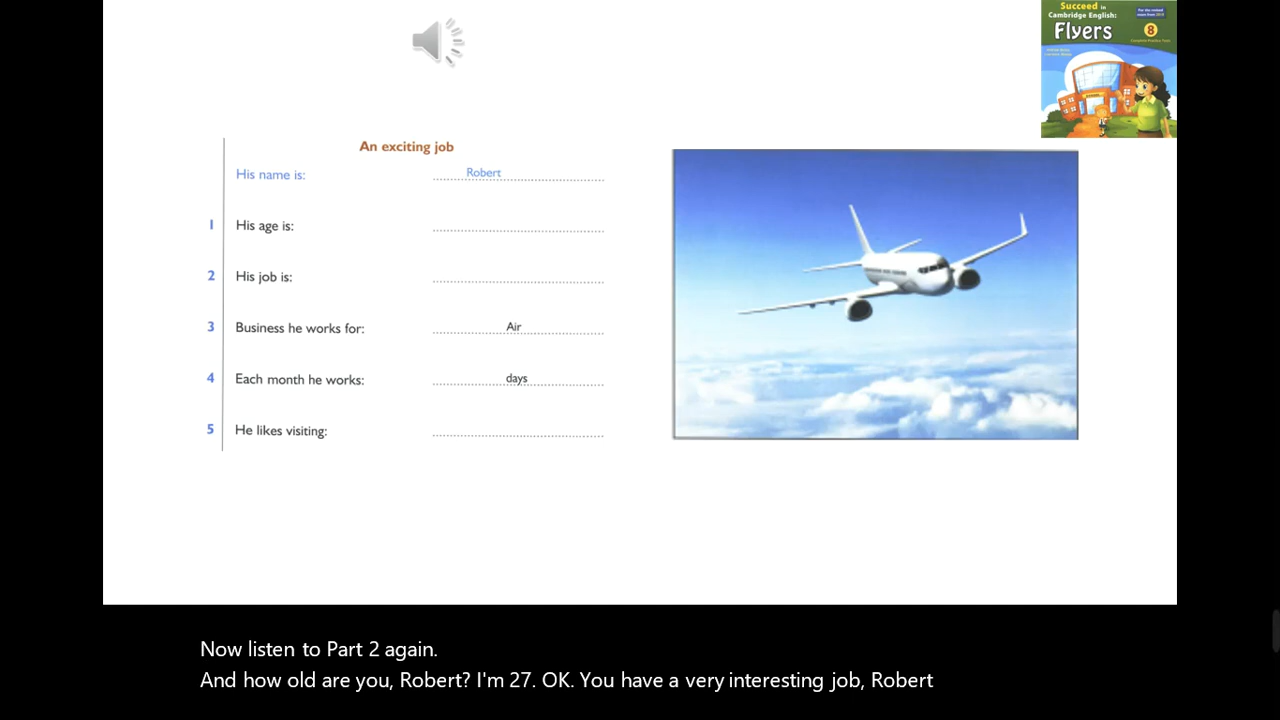 Succeed in
Cambridge English:
Flyers
8
An exciting job
His name is: Robert
1 His age is:
2 His job is:
3 Business he works for: Air
4 Each month he works: days
5 He likes visiting:
Now listen to Part 2 again.
And how old are you, Robert? I'm 27. OK. You have a very interesting job, Robert